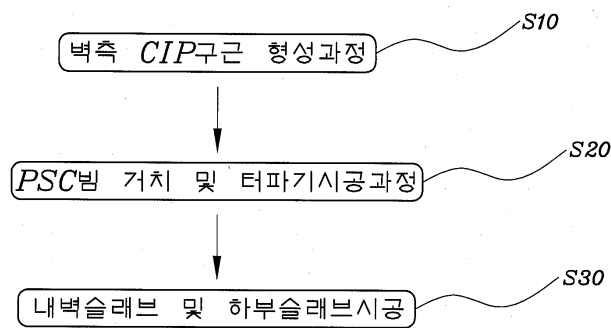 S10
벽측 CIP구근 형성과정
S20
PSC빔 거치 및 터파기시공과정
S30
내벽슬래브 및 하부슬래브시공